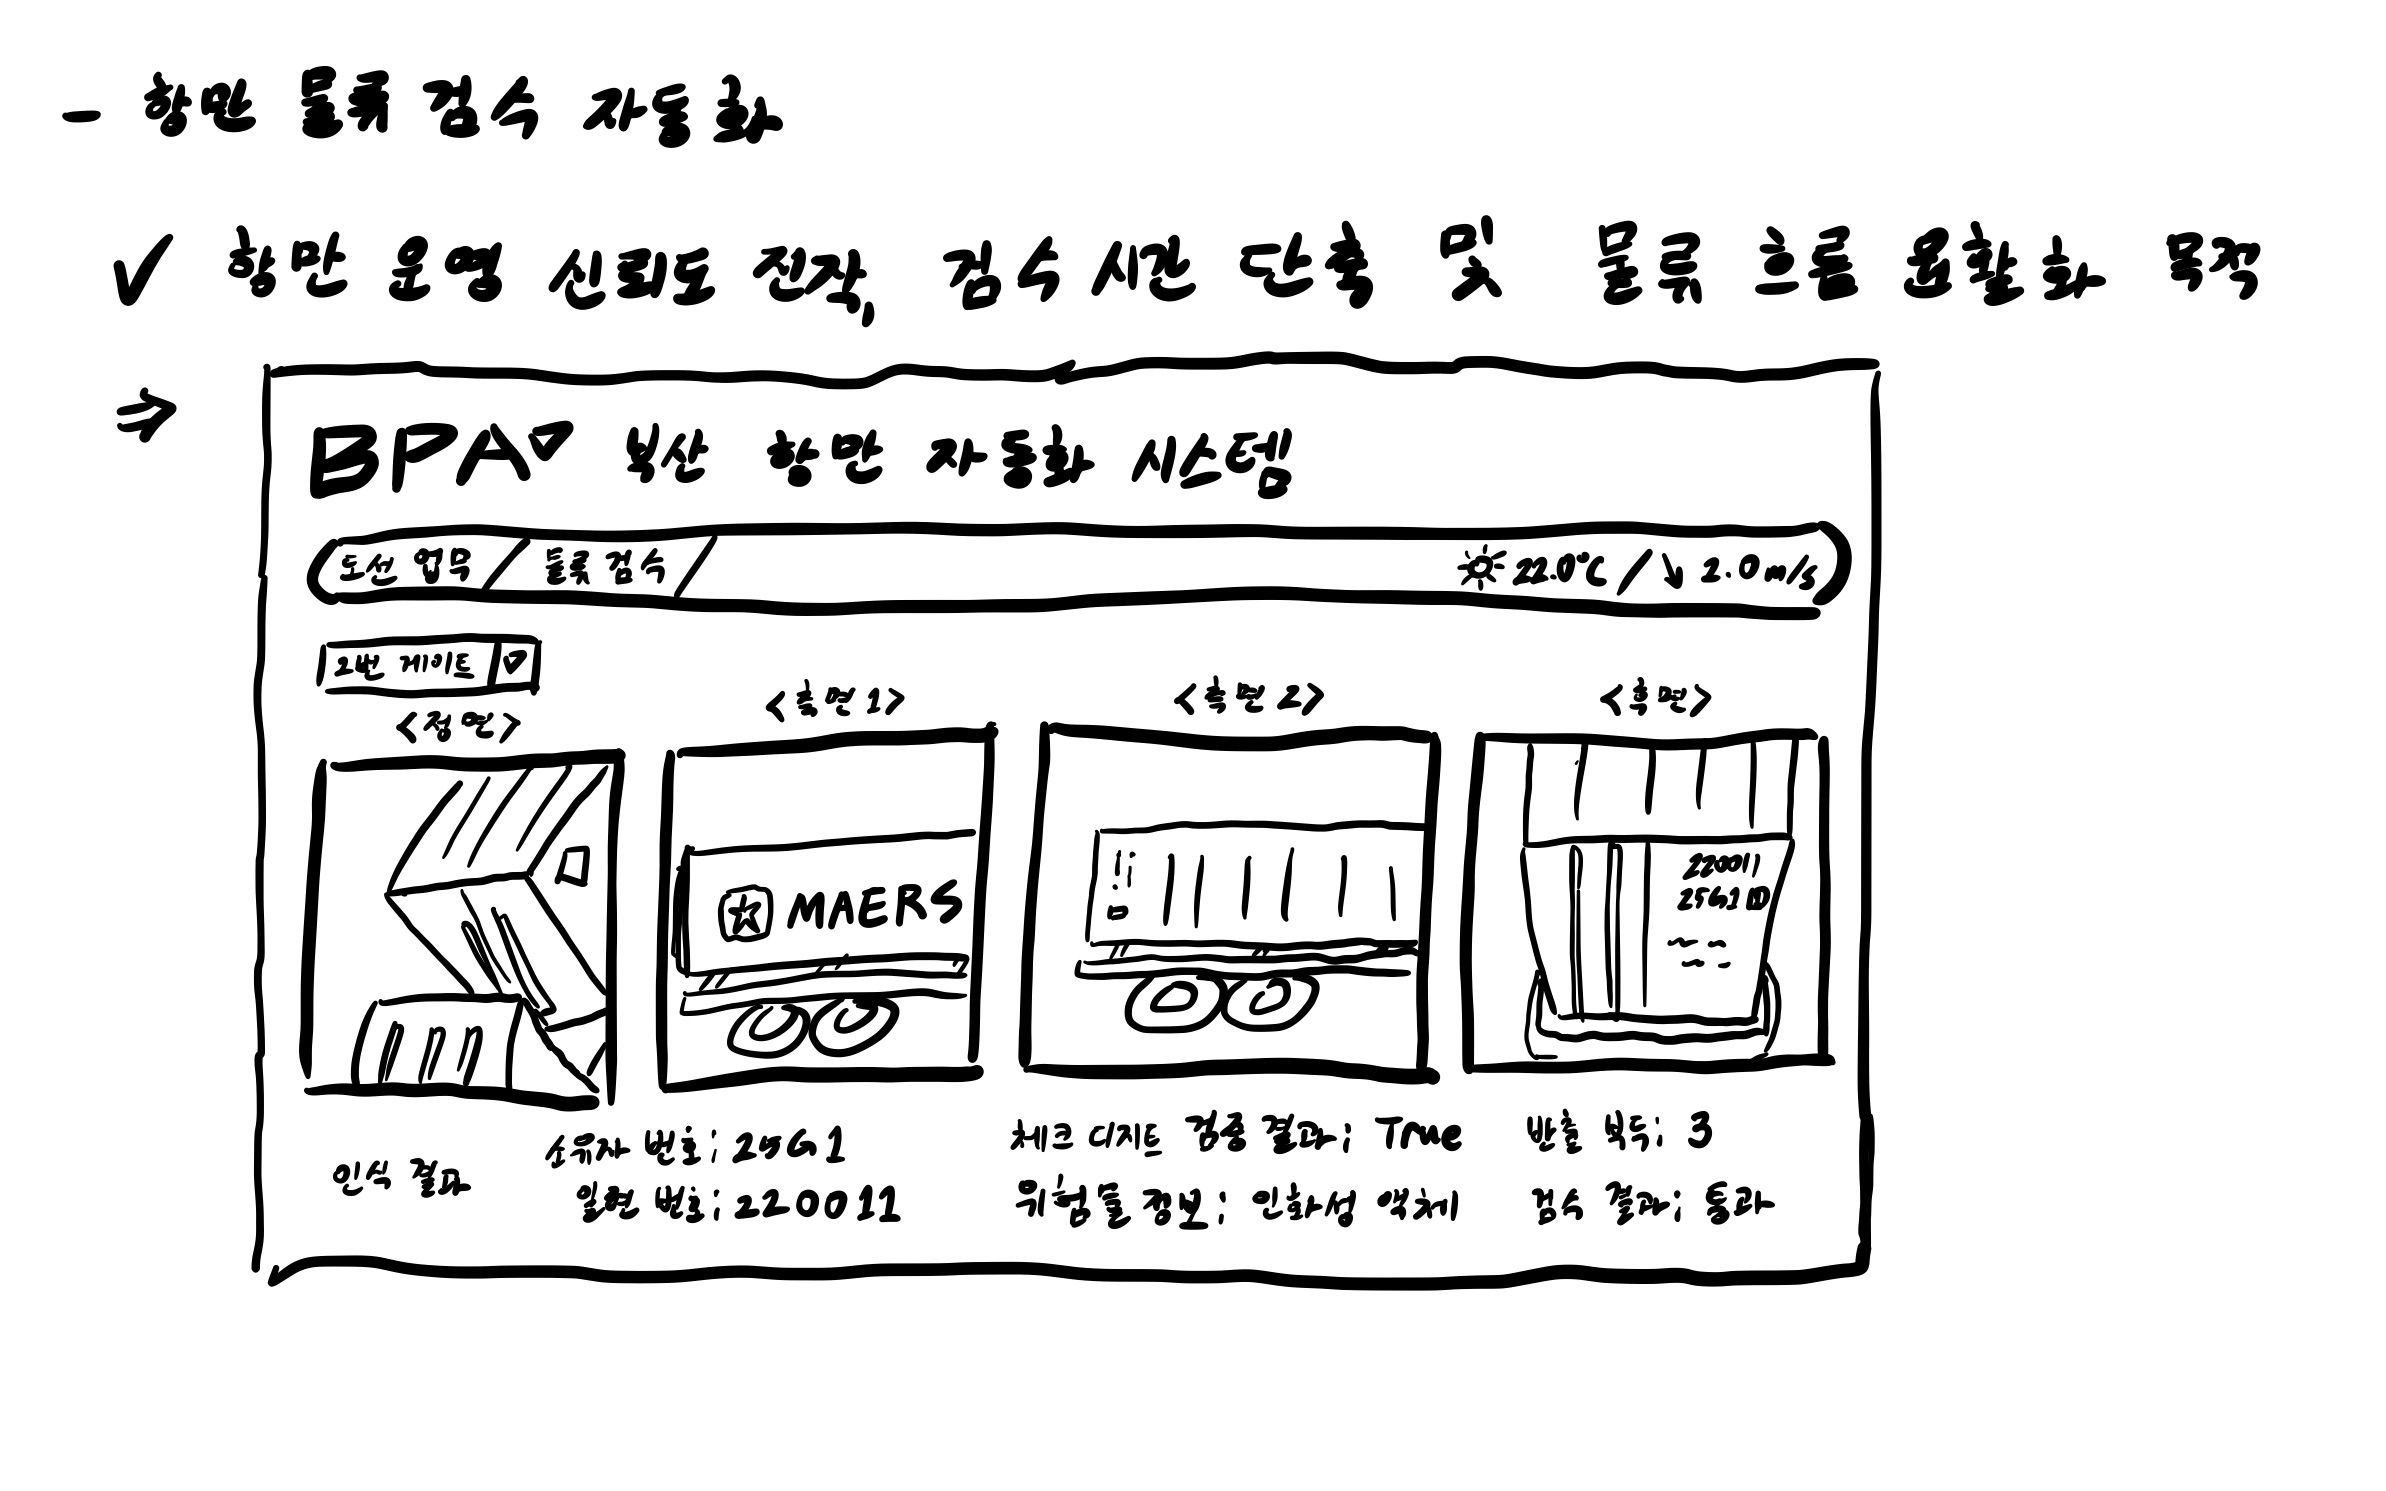 - 항만 물류 검수 자동화
✓ 항만 운영 신뢰도 진작, 검수 시간 단축 및 물류 흐름 원활화 목적
⇒
BPA 부산 항만 자동화 시스템
도선 업무 / 물류 검수 / 22.0℃ / ↓ 2.0m/s
2번 게이트 ▽
<정면> <측면 1> <측면 2> <후면>
MAERS
220011
25G1
인식 결과
소유자 번호: 25G1 체크 디지트 검증 결과: True 반출 부두: 3
일련 번호: 220011 위험물 정보: 인화성 액체 검수 결과: 통과